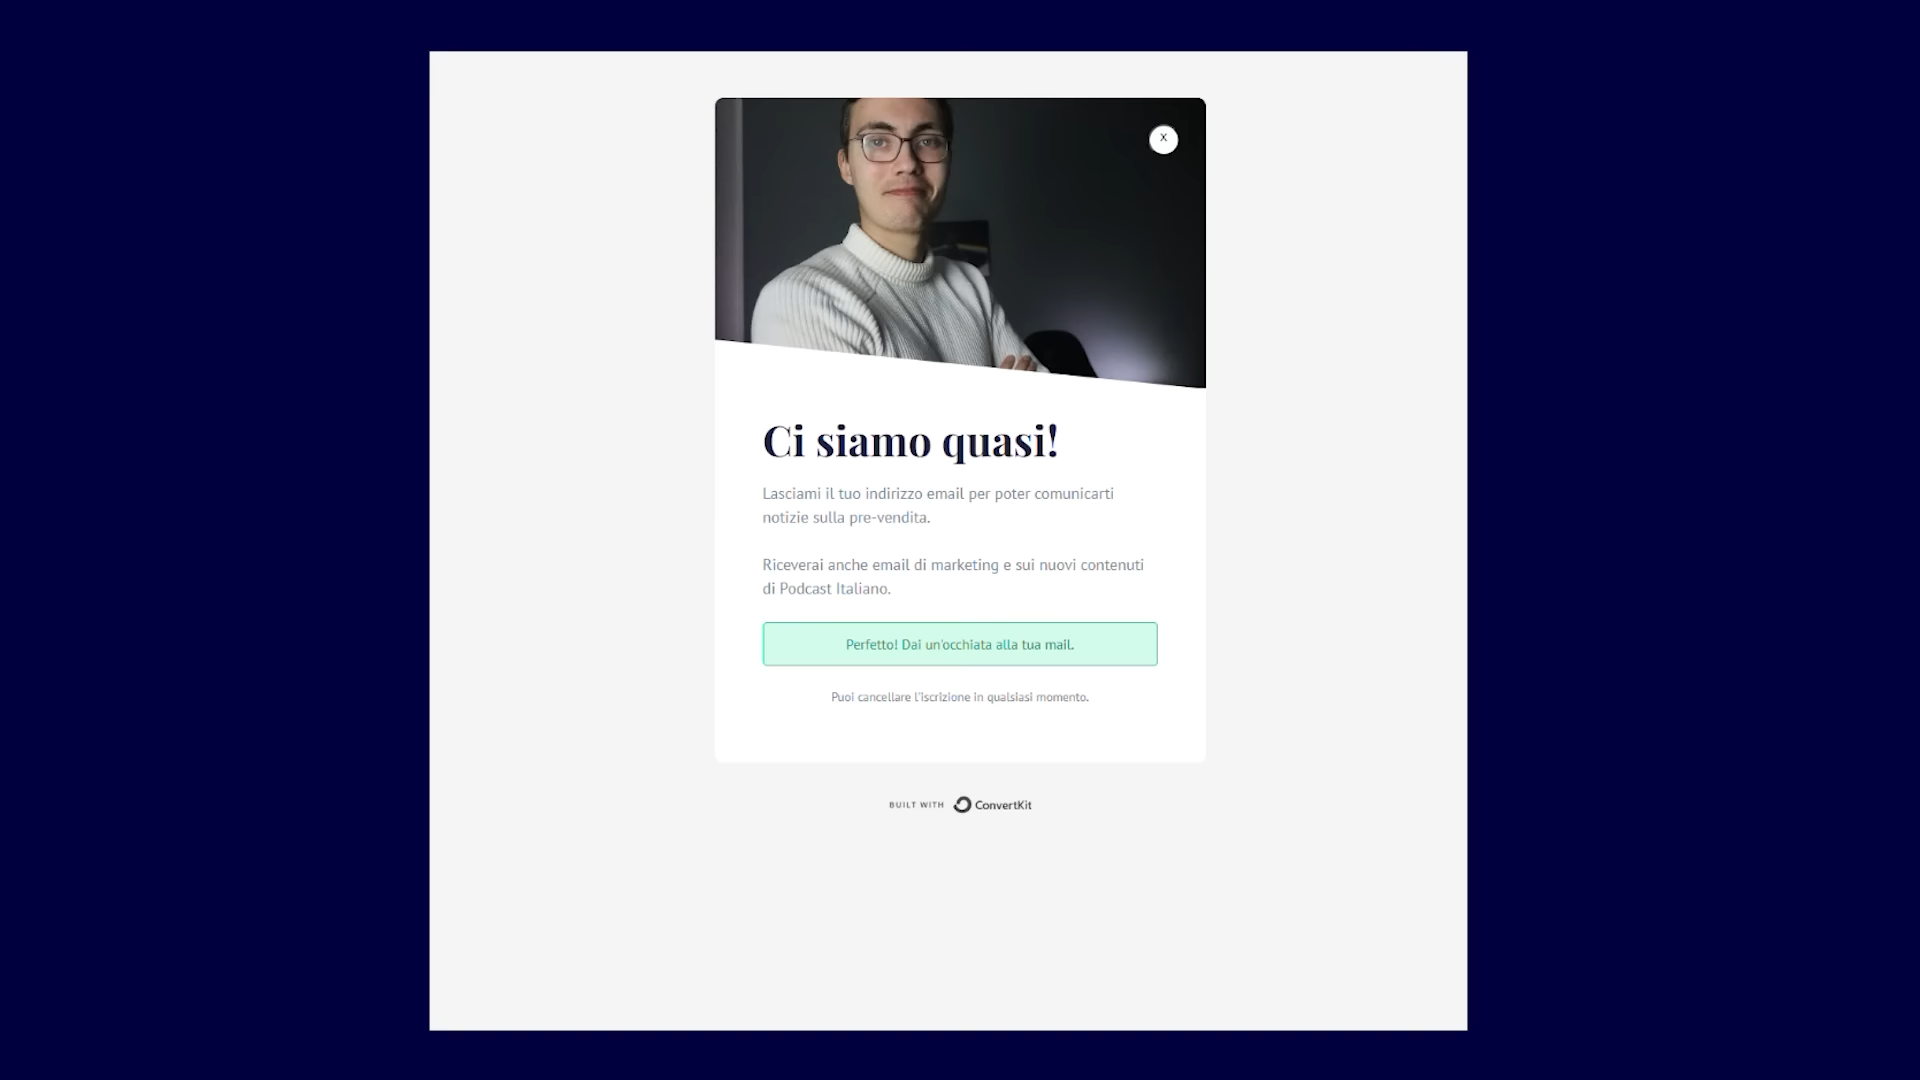 X
Ci siamo quasi!
Lasciami il tuo indirizzo email per poter comunicarti
notizie sulla pre-vendita.
Riceverai anche email di marketing e sui nuovi contenuti
di Podcast Italiano.
Perfetto! Dai un'occhiata alla tua mail.
Puoi cancellare l'iscrizione in qualsiasi momento.
BUILT WITH ConvertKit